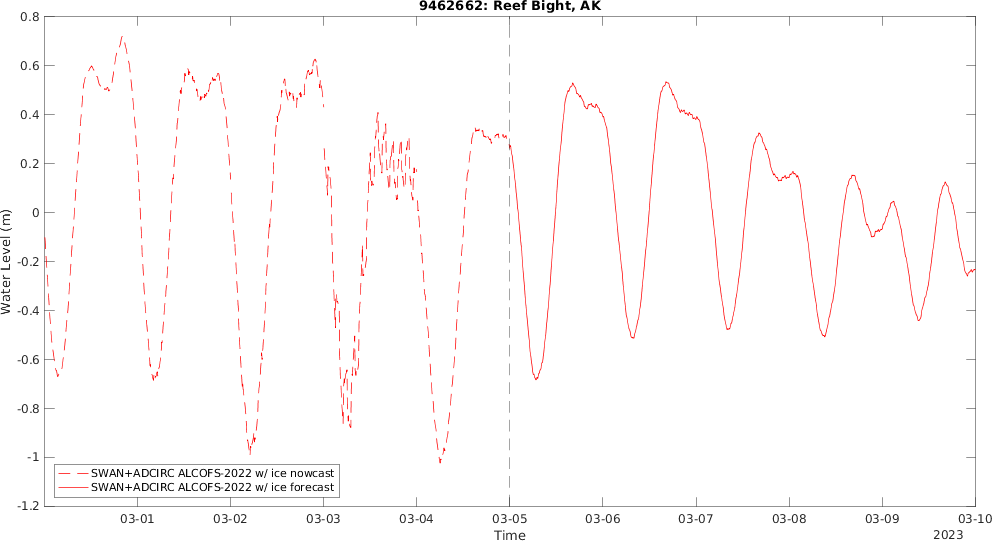 9462662: Reef Bight, AK
0.8
0.6
0.4
0.2
0
-0.2
-0.4
-0.6
-0.8
-1
-1.2
Water Level (m)
SWAN+ADCIRC ALCOFS-2022 w/ ice nowcast
SWAN+ADCIRC ALCOFS-2022 w/ ice forecast
03-01 03-02 03-03 03-04 03-05 03-06 03-07 03-08 03-09 03-10
Time
2023